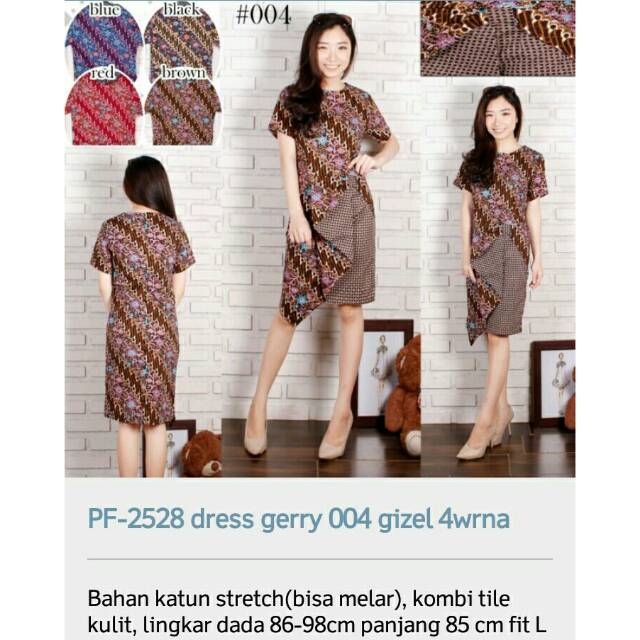 blue
black
#004
red
brown
PF-2528 dress gerry 004 gizel 4wrna
Bahan katun stretch(bisa melar), kombi tile
kulit, lingkar dada 86-98cm panjang 85 cm fit L